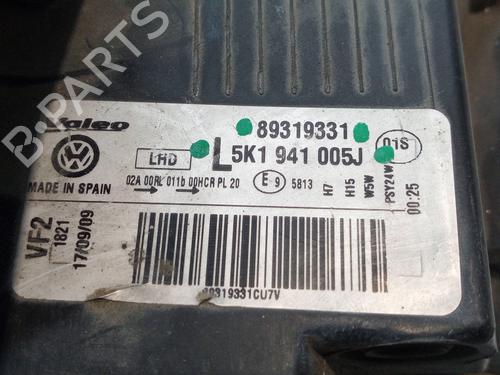 Valeo
89319331
LHD
L 5K1 941 005J
01S
MADE IN SPAIN
02A 00RL 011b 00HCR PL 20
E 9 5813
H7
H15
W5W
PSY24W
00:25
VF2
1821
17/09/09
89319331CU7V
B-PARTS